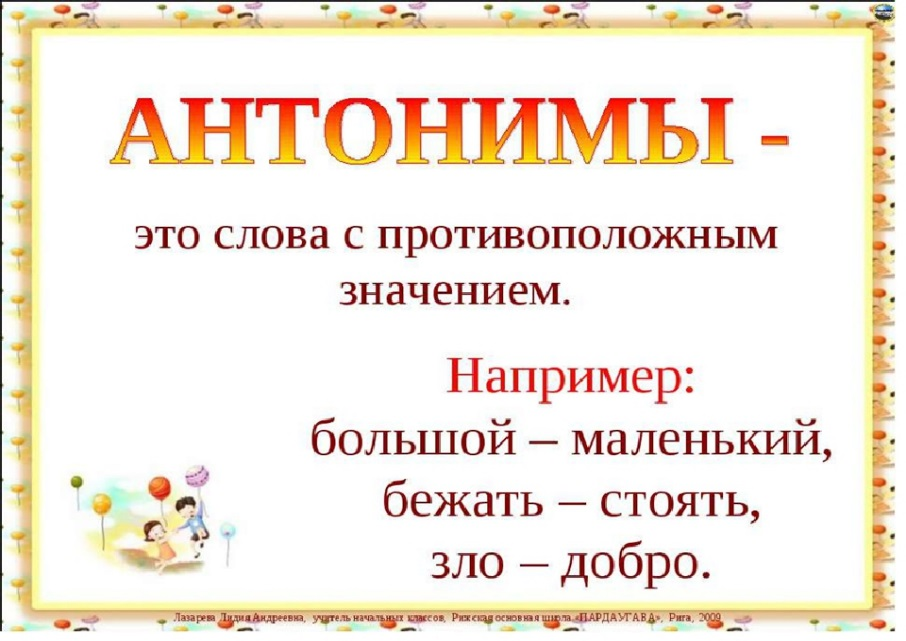 АНТОНИМЫ -
это слова с противоположным
значением.
Например:
большой – маленький,
бежать – стоять,
зло – добро.
Лазарева Лидия Андреевна, учитель начальных классов, Рижская основная школа «ПАРДАУГАВА», Рига, 2009